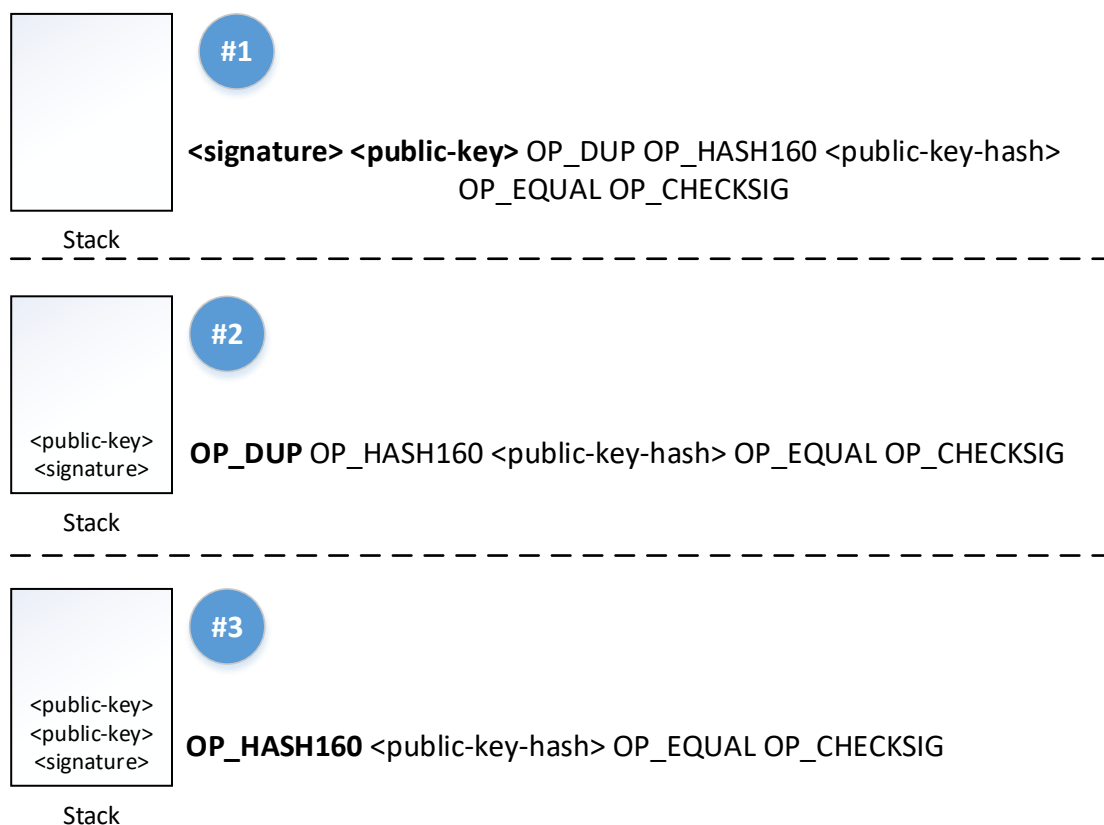 #1
<signature> <public-key> OP_DUP OP_HASH160 <public-key-hash>
OP_EQUAL OP_CHECKSIG
Stack
#2
<public-key>
<signature>
OP_DUP OP_HASH160 <public-key-hash> OP_EQUAL OP_CHECKSIG
Stack
#3
<public-key>
<public-key>
<signature>
OP_HASH160 <public-key-hash> OP_EQUAL OP_CHECKSIG
Stack